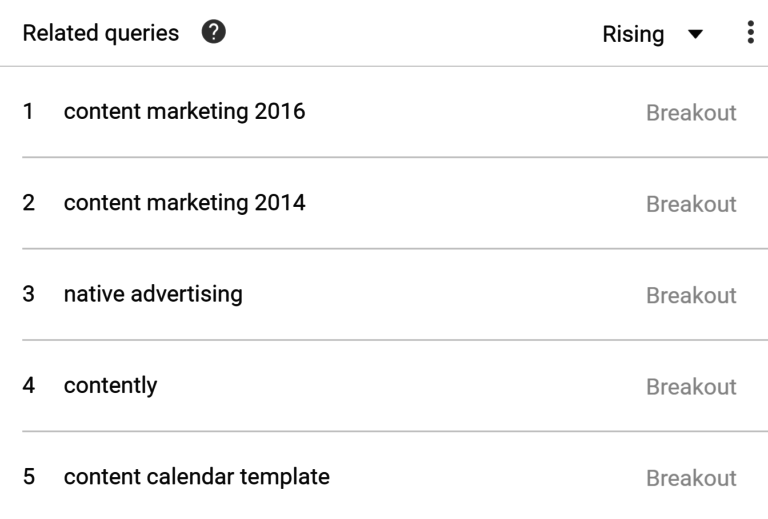 Related queries ? Rising
1 content marketing 2016 Breakout
2 content marketing 2014 Breakout
3 native advertising Breakout
4 contently Breakout
5 content calendar template Breakout